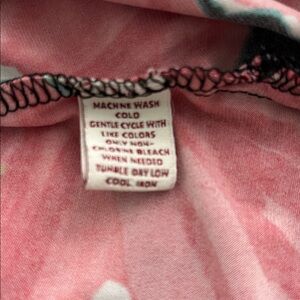 MACHINE WASH
COLD
GENTLE CYCLE WITH
LIKE COLORS
ONLY NON-
CHLORINE BLEACH
WHEN NEEDED
TUMBLE DRY LOW
COOL IRON